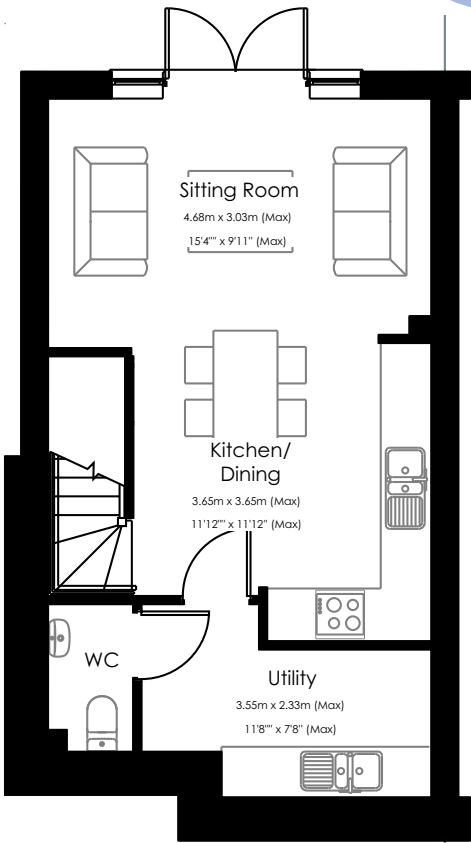 Sitting Room
4.68m x 3.03m (Max)
15'4"" x 9'11" (Max)
Kitchen/
Dining
3.65m x 3.65m (Max)
11'12"" x 11'12" (Max)
WC
Utility
3.55m x 2.33m (Max)
11'8"" x 7'8" (Max)